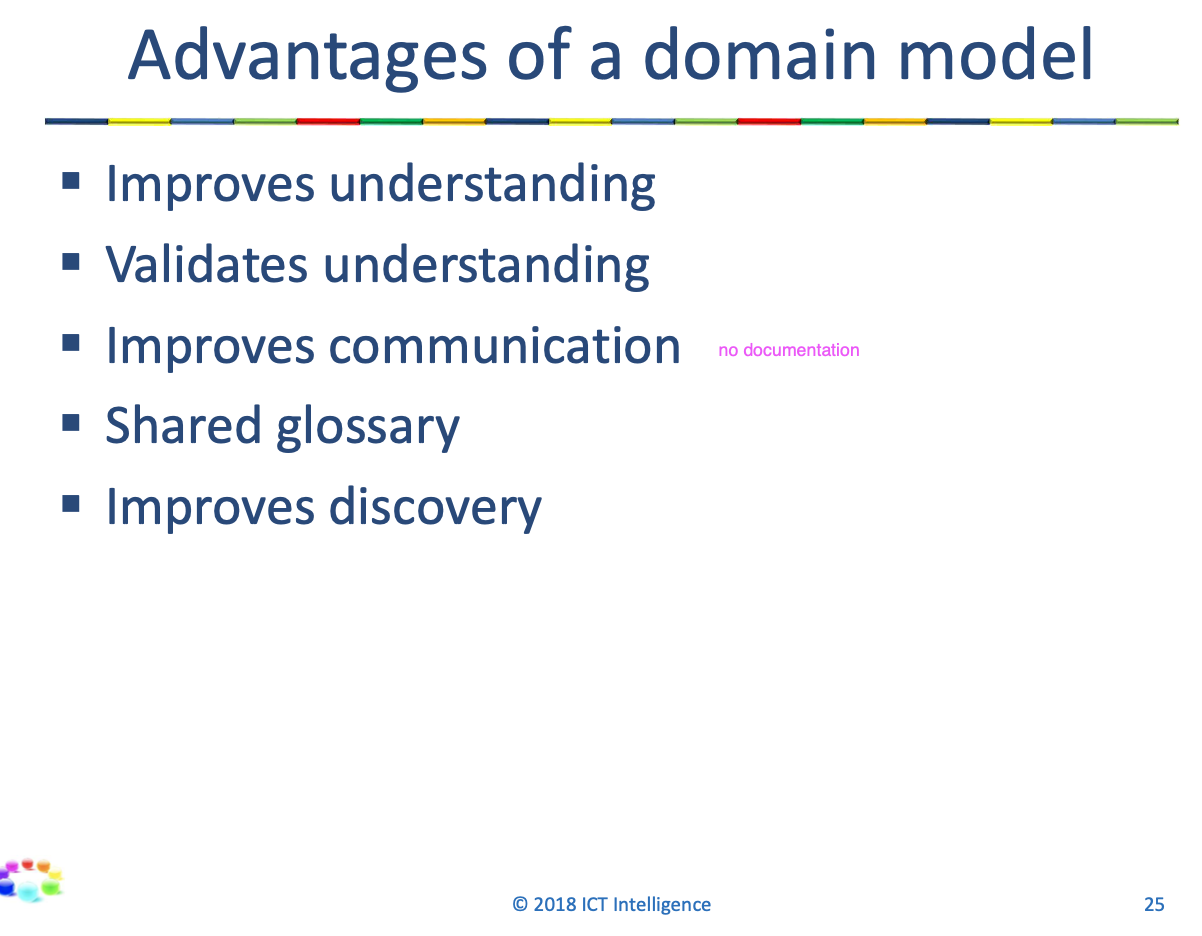 Advantages of a domain model
▪ Improves understanding
▪ Validates understanding
▪ Improves communication no documentation
▪ Shared glossary
▪ Improves discovery
© 2018 ICT Intelligence 25